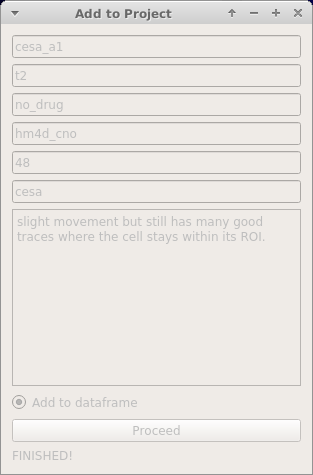 Add to Project
cesa_a1
t2
no_drug
hm4d_cno
48
cesa
slight movement but still has many good
traces where the cell stays within its ROI.
Add to dataframe
Proceed
FINISHED!